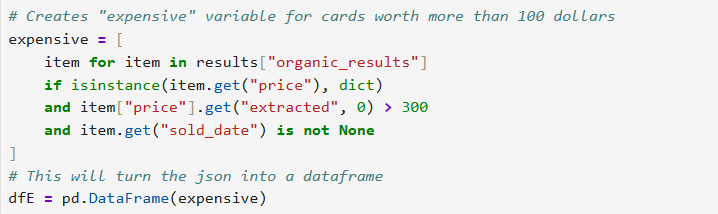 # Creates "expensive" variable for cards worth more than 100 dollars
expensive = [
    item for item in results["organic_results"]
    if isinstance(item.get("price"), dict)
    and item["price"].get("extracted", 0) > 300
    and item.get("sold_date") is not None
]
# This will turn the json into a dataframe
dfE = pd.DataFrame(expensive)